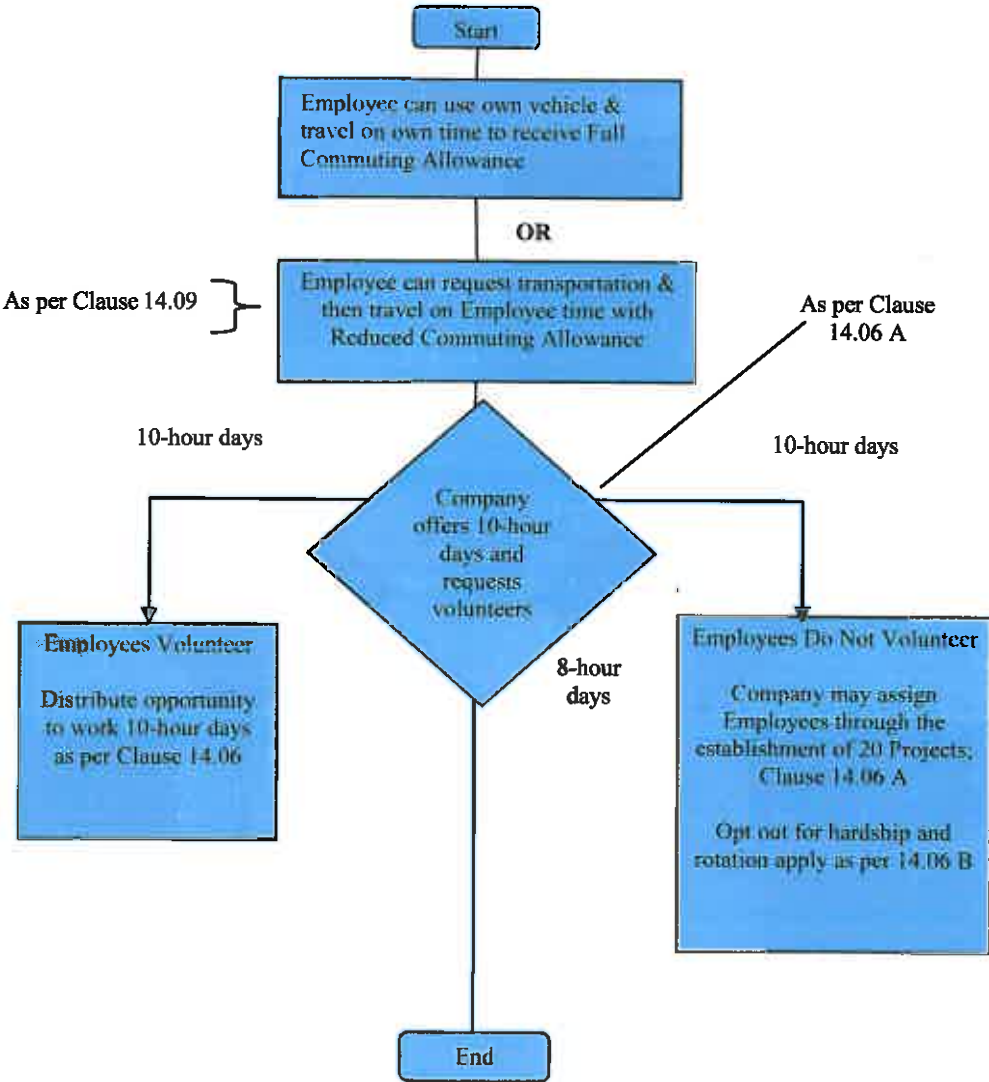 Start
Employee can use own vehicle &
travel on own time to receive Full
Commuting Allowance
OR
As per Clause 14.09
Employee can request transportation &
then travel on Employee time with
Reduced Commuting Allowance
As per Clause
14.06 A
10-hour days
10-hour days
Company
offers 10-hour
days and
requests
volunteers
8-hour
days
Employees Volunteer
Distribute opportunity
to work 10-hour days
as per Clause 14.06
Employees Do Not Volunteer
Company may assign
Employees through the
establishment of 20 Projects;
Clause 14.06 A
Opt out for hardship and
rotation apply as per 14.06 B
End